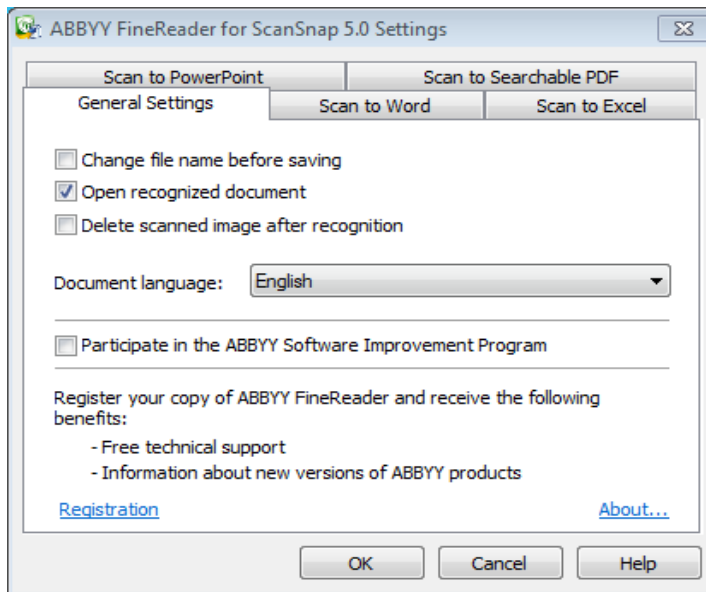 ABBYY FineReader for ScanSnap 5.0 Settings
Scan to PowerPoint Scan to Searchable PDF
General Settings Scan to Word Scan to Excel
Change file name before saving
Open recognized document
Delete scanned image after recognition
Document language: English
Participate in the ABBYY Software Improvement Program
Register your copy of ABBYY FineReader and receive the following
benefits:
- Free technical support
- Information about new versions of ABBYY products
Registration About...
OK Cancel Help